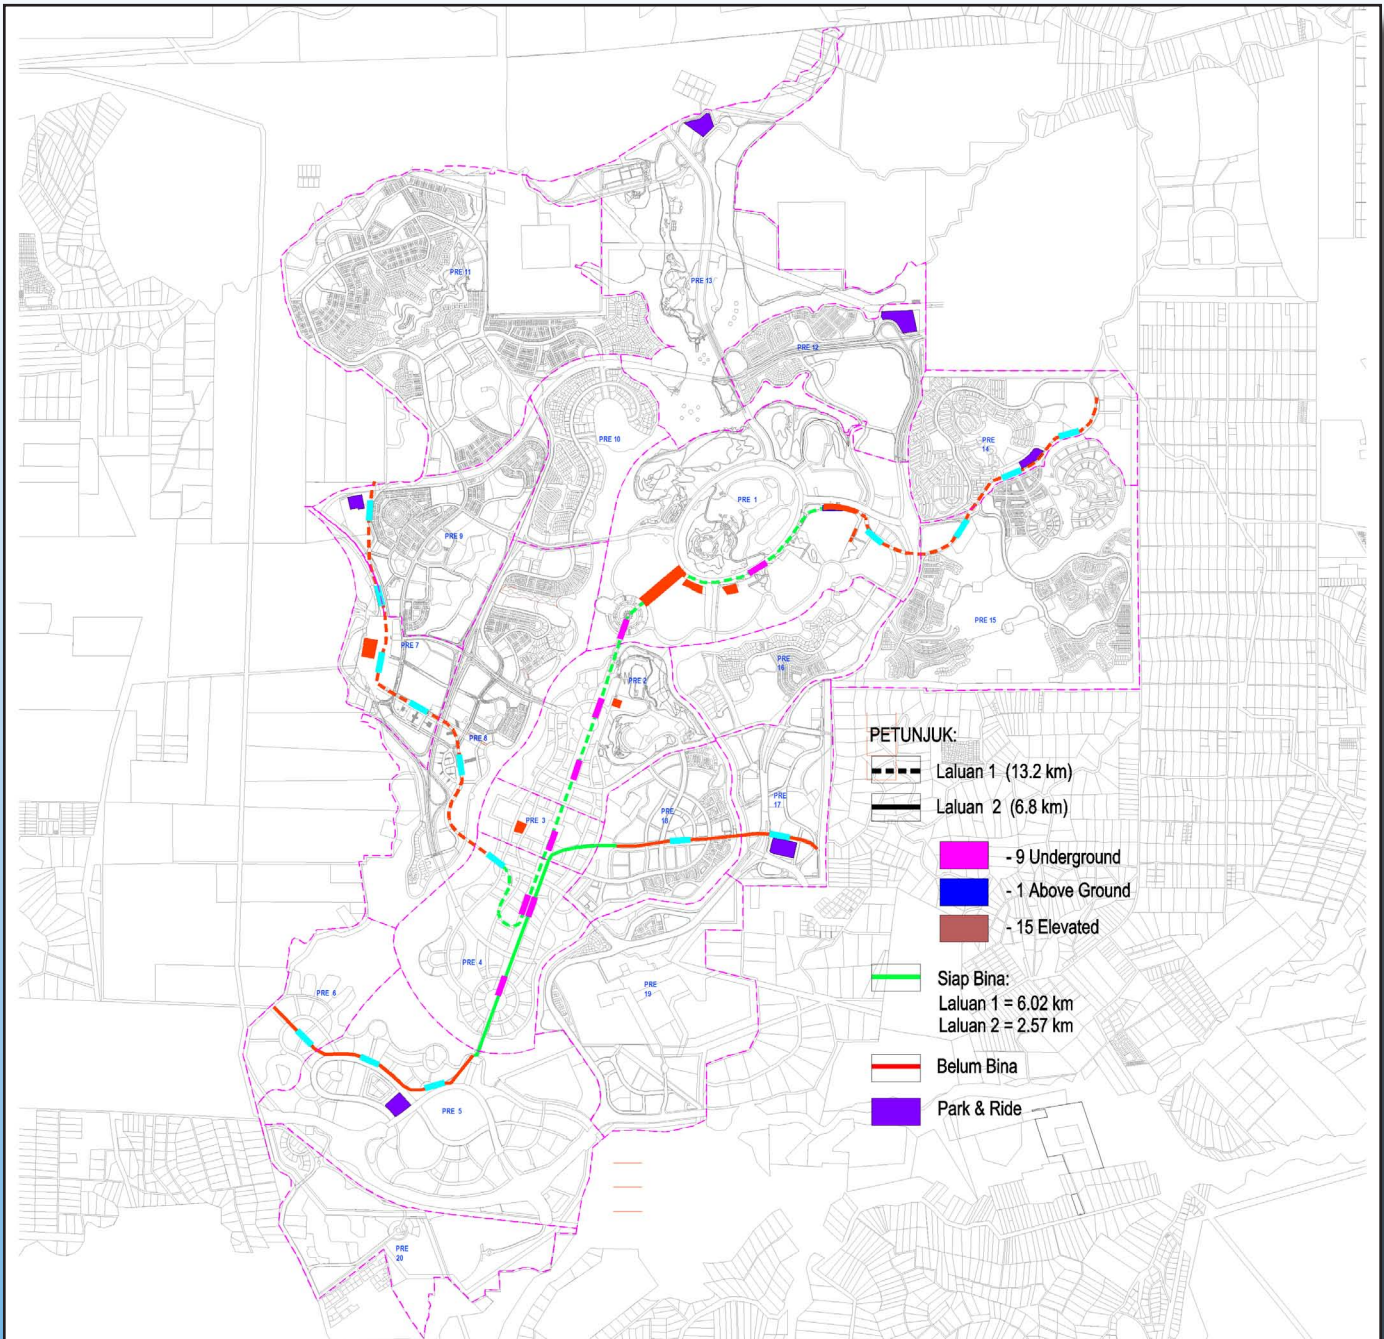 PRE 11
PRE 13
PRE 12
PRE 10
PRE
14
PRE 1
PRE 9
PRE 15
PRE 7
PRE
16
PRE 2
PRE 8
PETUNJUK:
Laluan 1 (13.2 km)
Laluan 2 (6.8 km)
PRE
17
PRE
18
PRE 3
- 9 Underground
- 1 Above Ground
- 15 Elevated
PRE 4
PRE
19
PRE 6
Siap Bina:
Laluan 1 = 6.02 km
Laluan 2 = 2.57 km
Belum Bina
Park & Ride
PRE 5
PRE
20